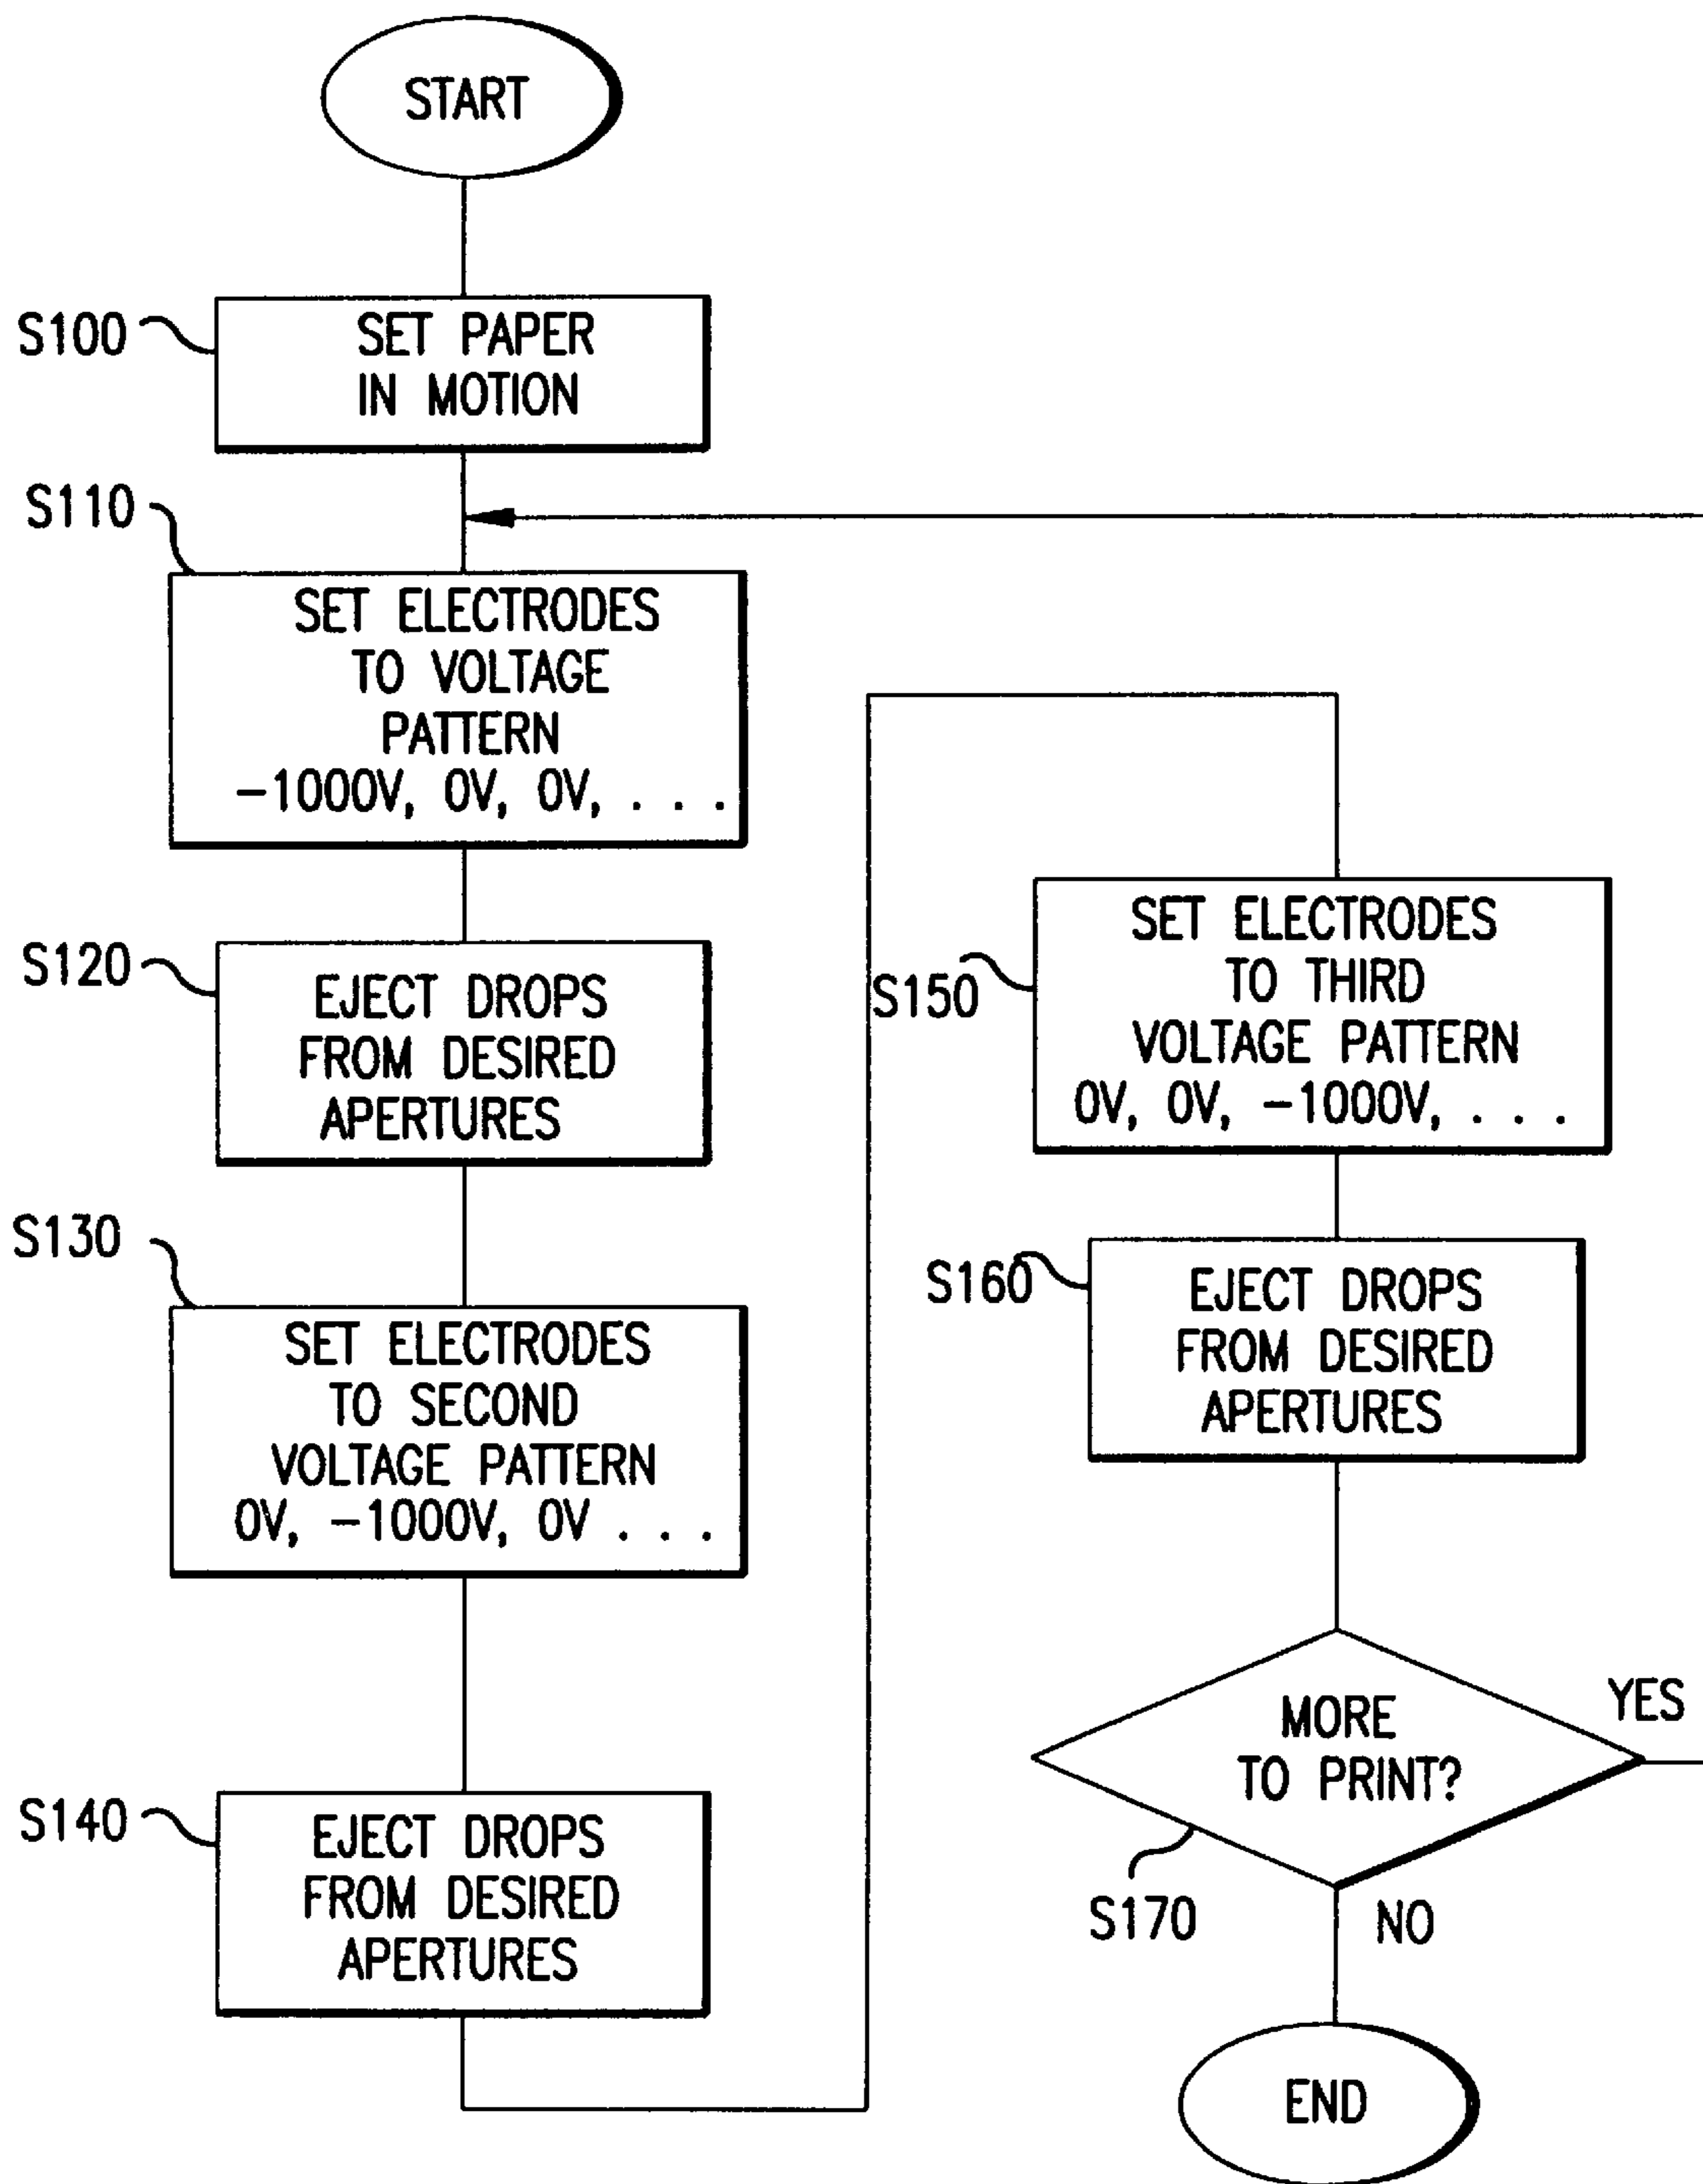 START
S100
SET PAPER
IN MOTION
S110
SET ELECTRODES
TO VOLTAGE
PATTERN
-1000V, 0V, 0V, . . .
S120
EJECT DROPS
FROM DESIRED
APERTURES
S130
SET ELECTRODES
TO SECOND
VOLTAGE PATTERN
0V, -1000V, 0V . . .
S140
EJECT DROPS
FROM DESIRED
APERTURES
S150
SET ELECTRODES
TO THIRD
VOLTAGE PATTERN
0V, 0V, -1000V, . . .
S160
EJECT DROPS
FROM DESIRED
APERTURES
MORE
TO PRINT?
YES
S170
NO
END